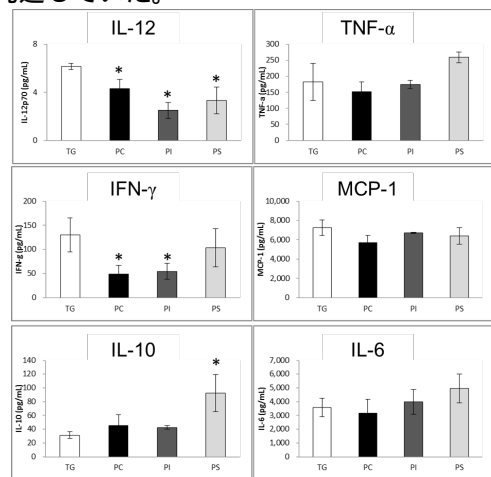 していた。
IL-12
IL-12p70 (pg/mL)
8
4
0
*
*
*
TG PC PI PS
TNF-α
TNF-a (pg/mL)
300
250
200
150
100
50
0
TG PC PI PS
IFN-γ
IFN-g (pg/mL)
200
150
100
50
0
*
*
TG PC PI PS
MCP-1
MCP-1 (pg/mL)
10,000
8,000
6,000
4,000
2,000
0
TG PC PI PS
IL-10
IL-10 (pg/mL)
140
120
100
80
60
40
20
0
*
TG PC PI PS
IL-6
IL-6 (pg/mL)
7,000
6,000
5,000
4,000
3,000
2,000
1,000
0
TG PC PI PS